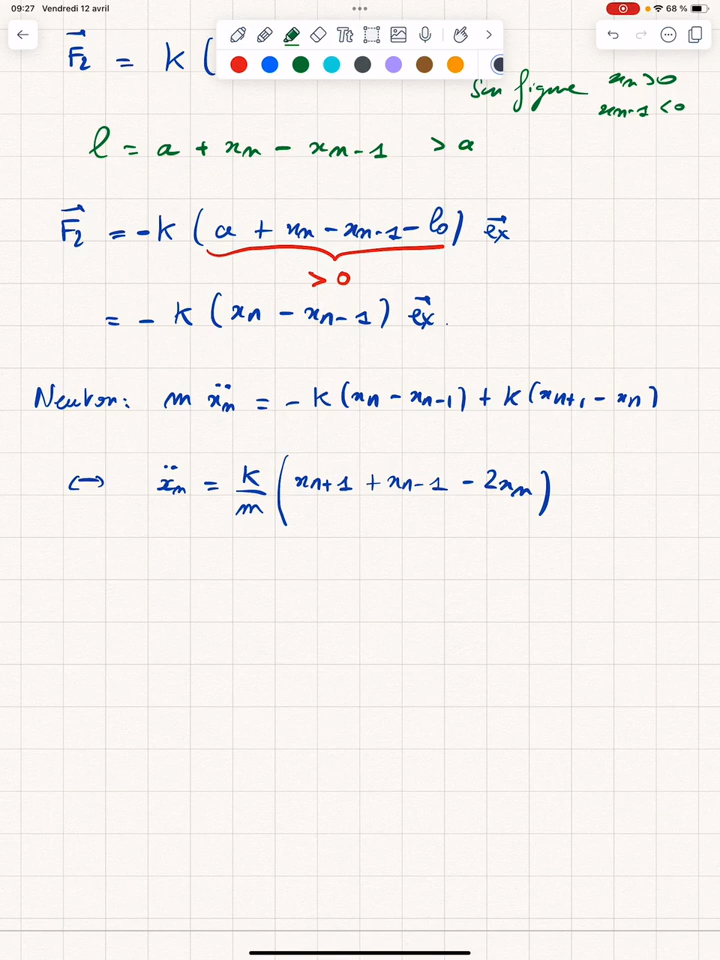 09:27 Vendredi 12 avril 68 %
Tt
F₂ = k (
Sur figure xn>0
xn-1 <0
l = a + xn - xn-1 > a
F₂ = -k (a + xn - xn-1 - l0) ex
> 0
= - k (xn - xn-1) ex.
Newton: m ẍn = - k (xn - xn-1) + k (xn+1 - xn)
↔ ẍn = k/m (xn+1 + xn-1 - 2xn)